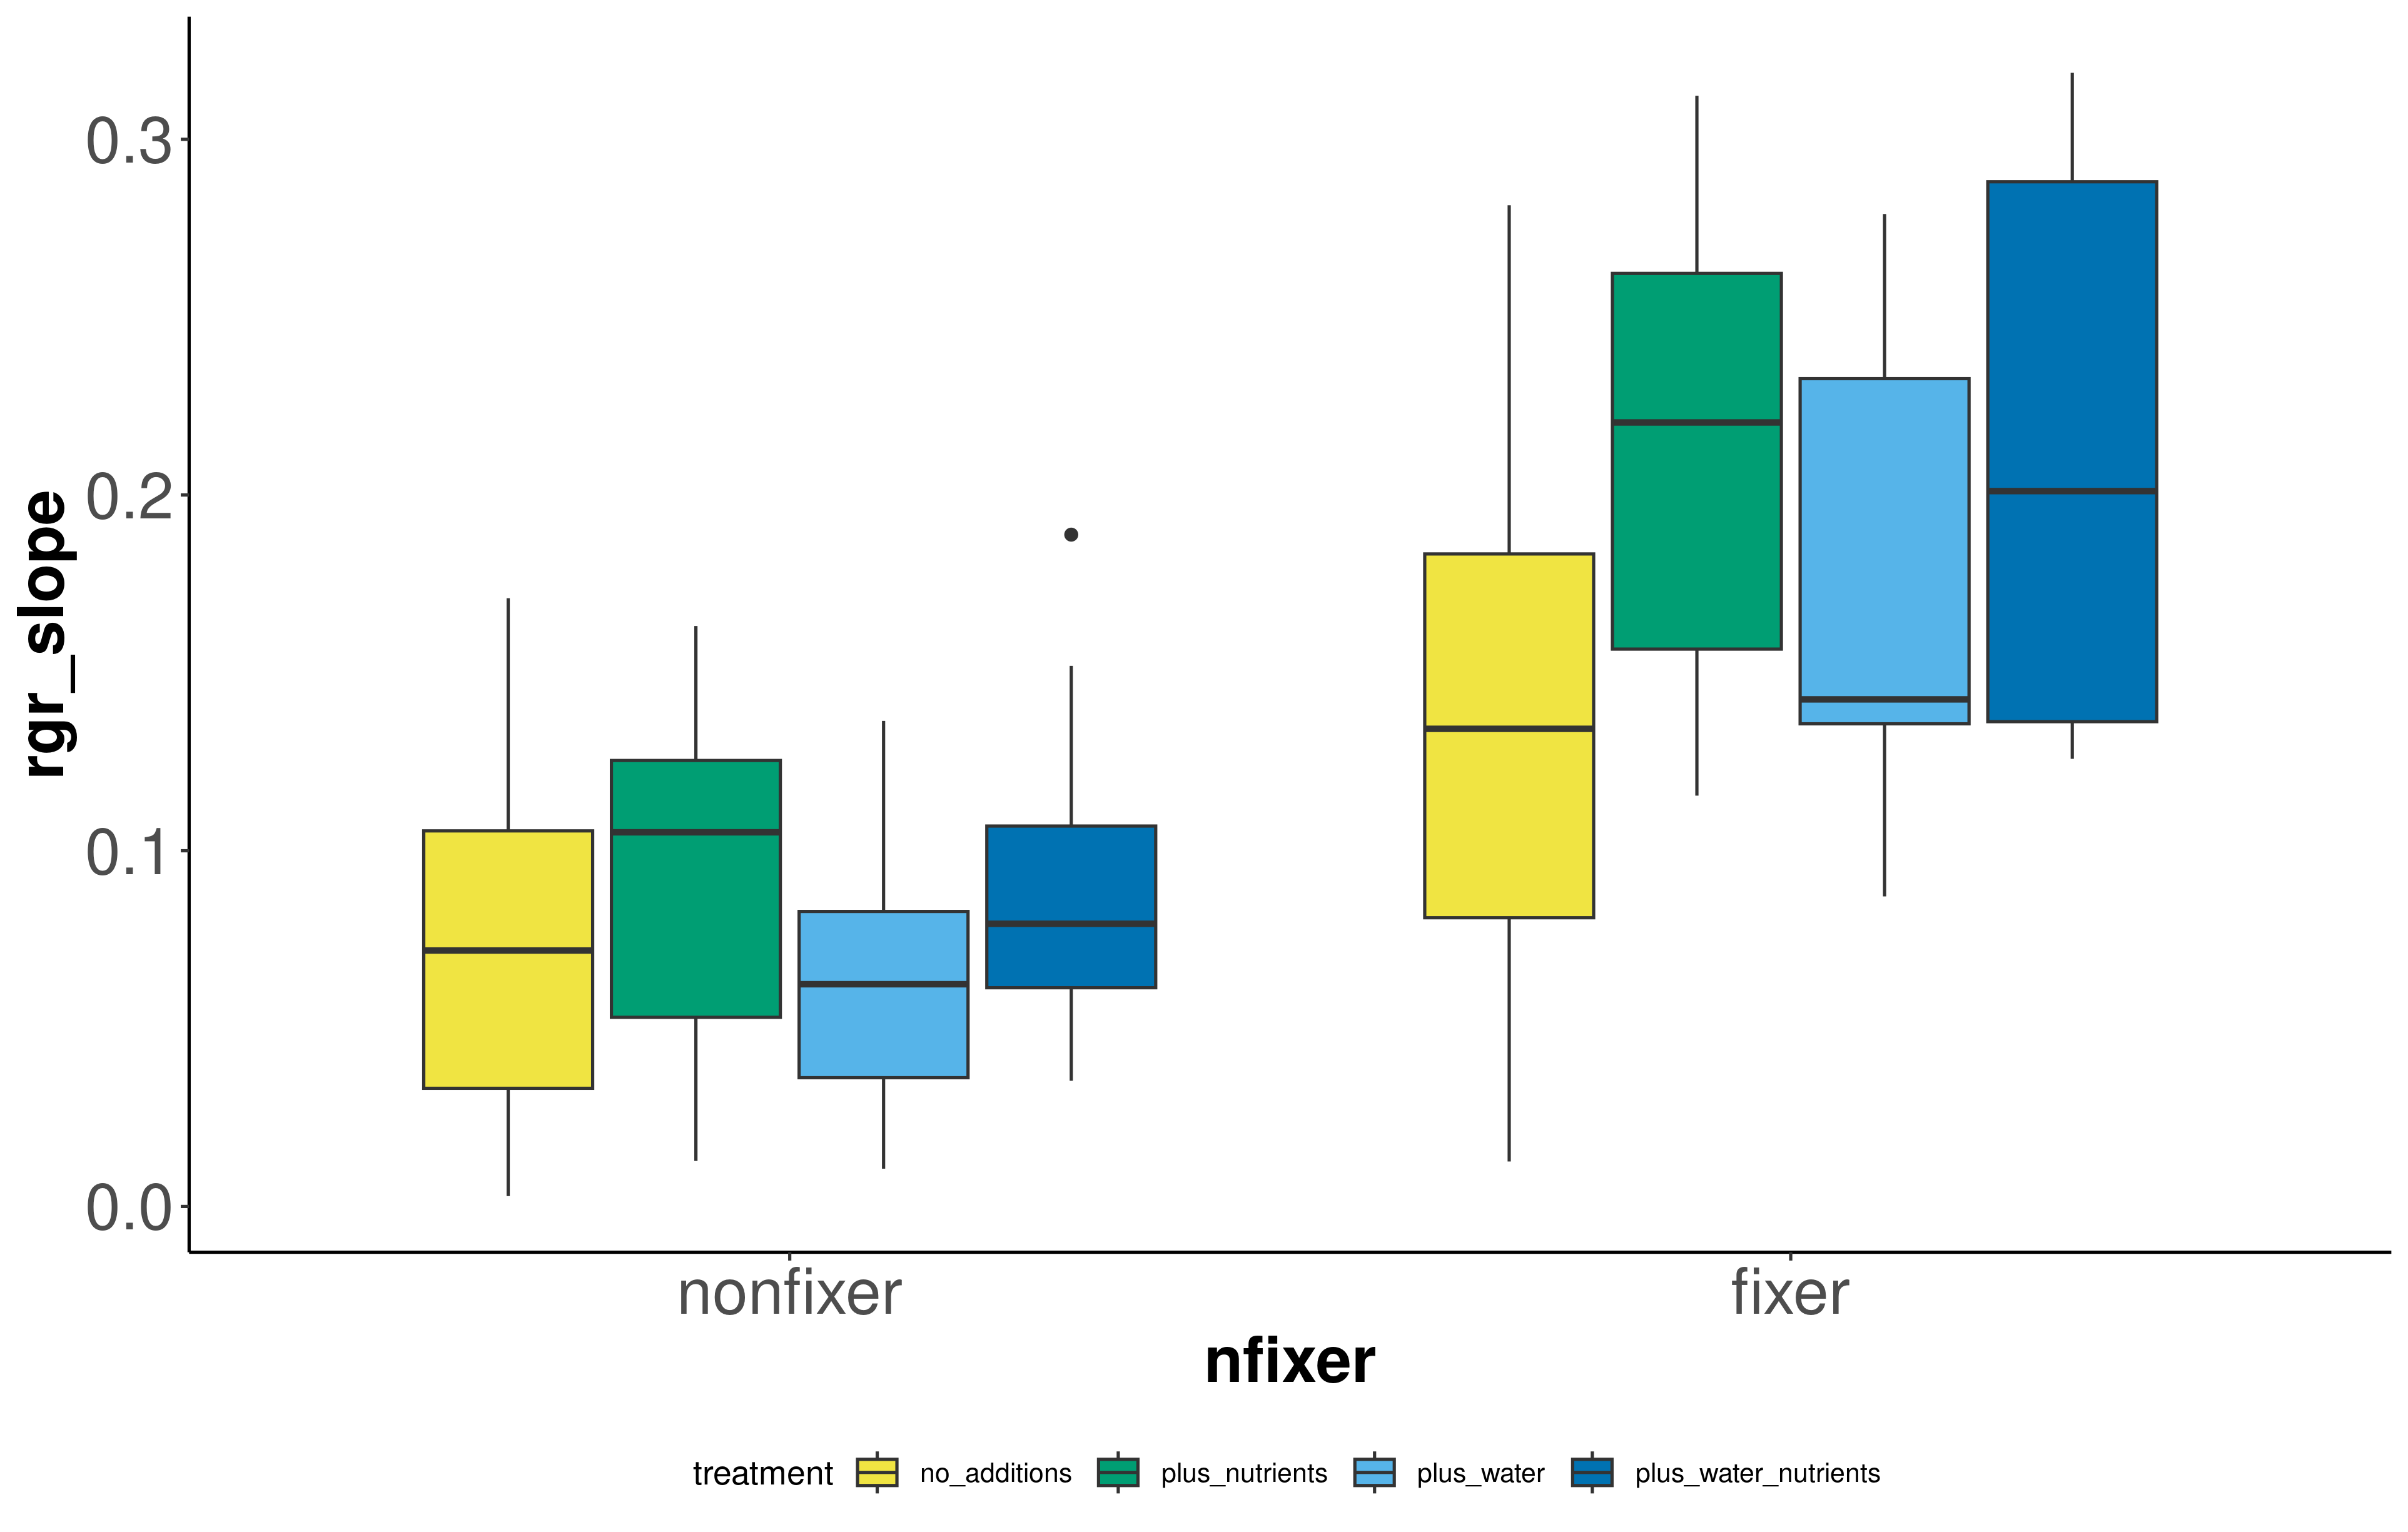 rgr_slope
0.3
0.2
0.1
0.0
nonfixer fixer
nfixer
treatment no_additions plus_nutrients plus_water plus_water_nutrients